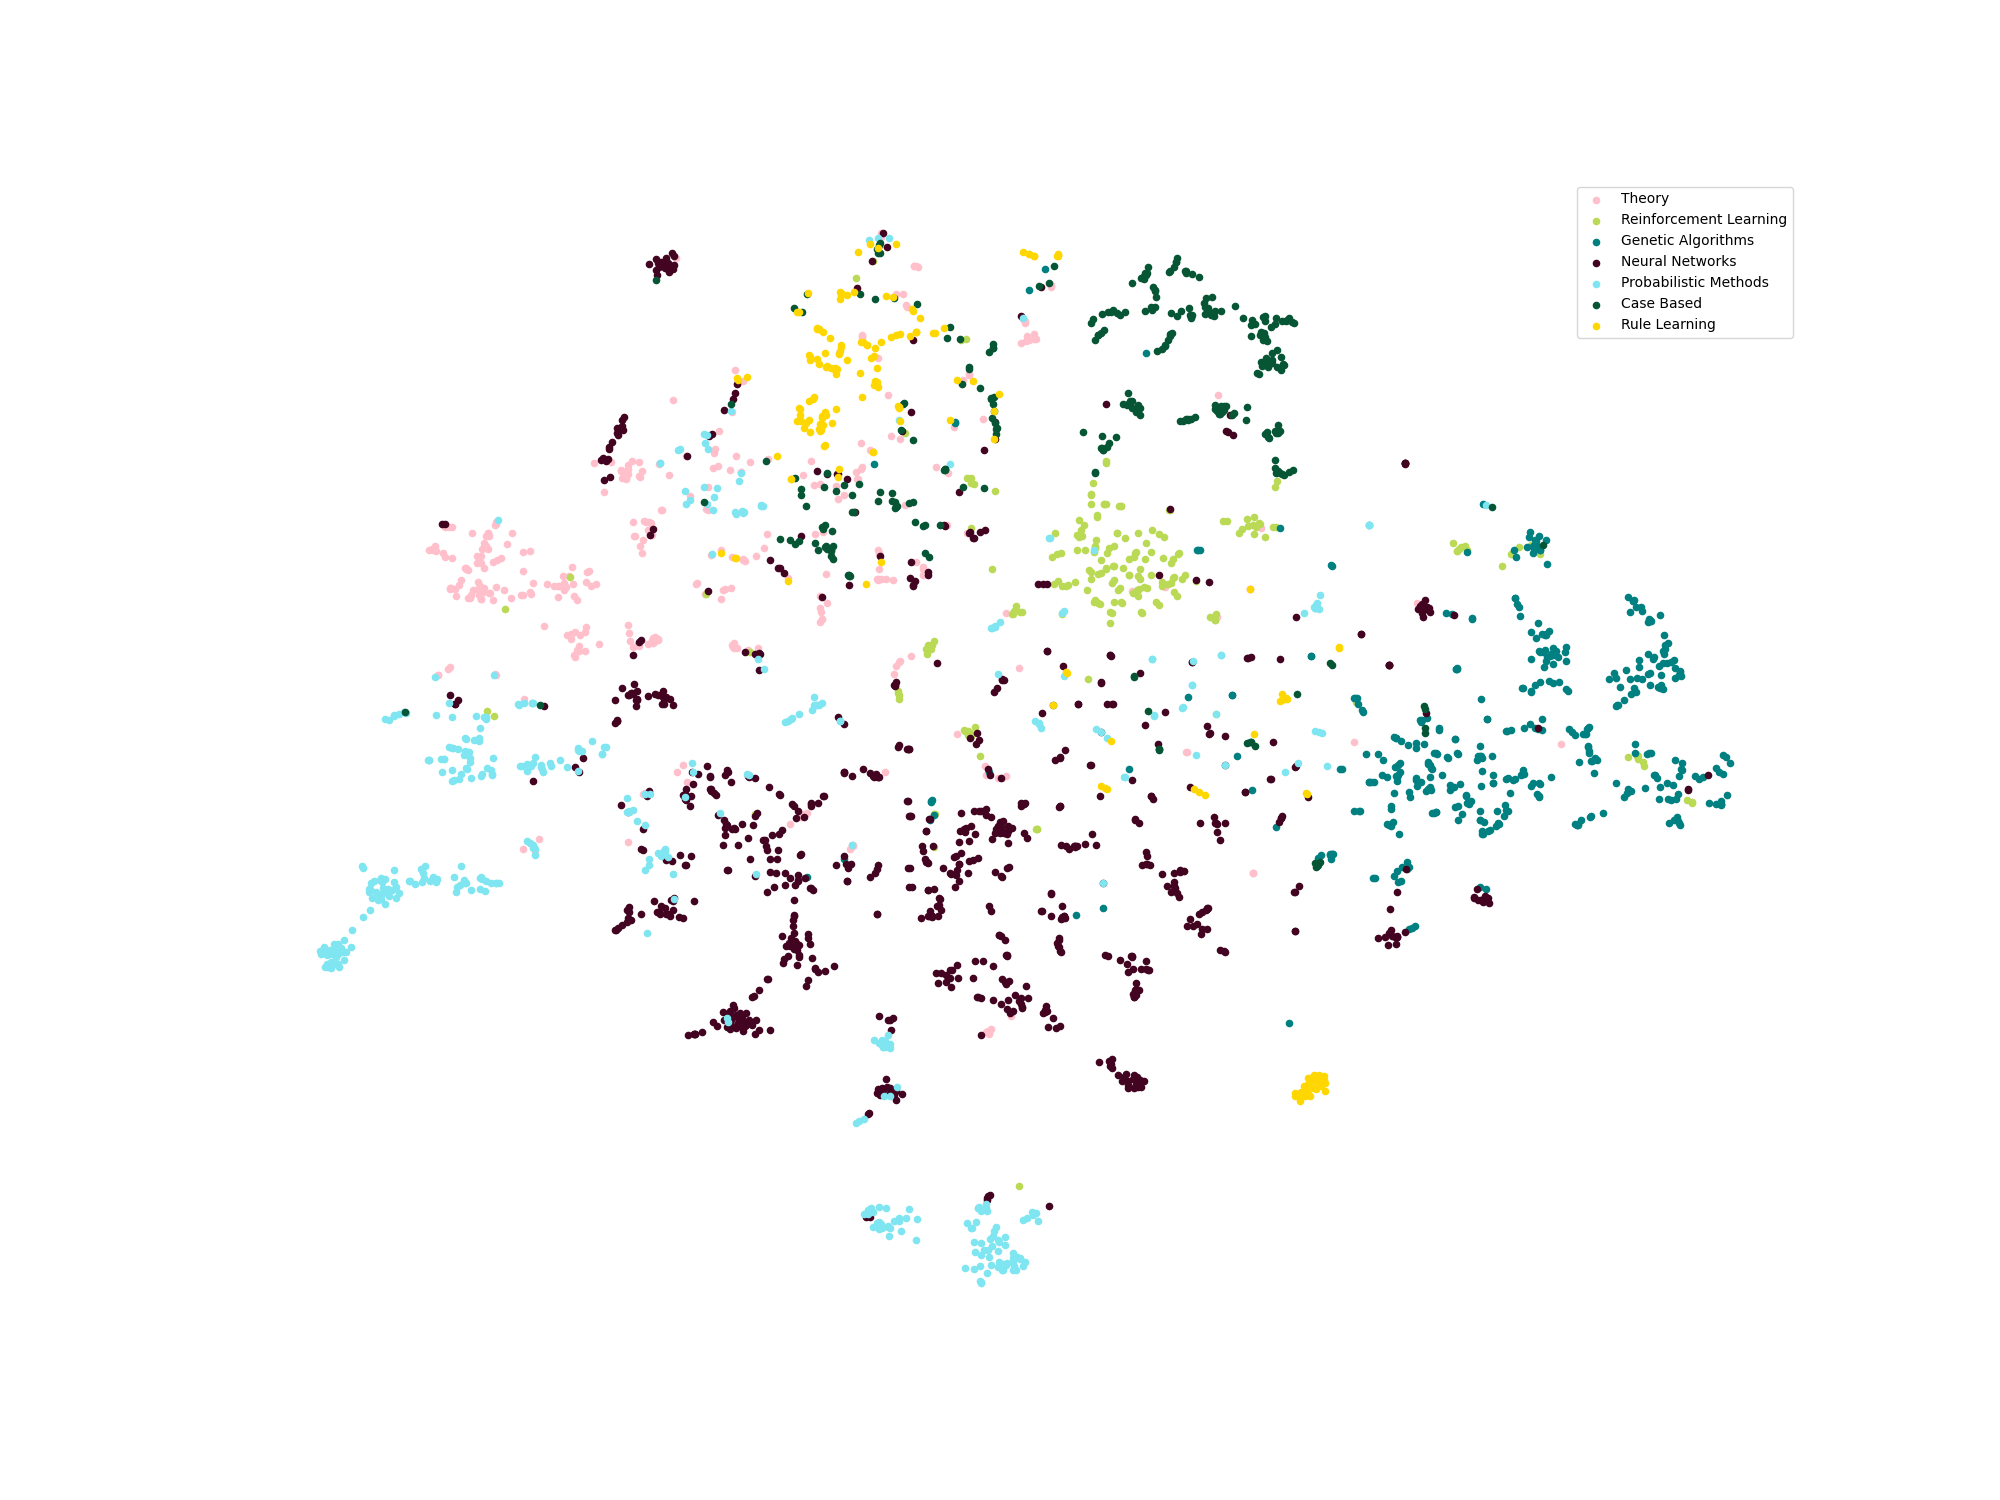 Theory
Reinforcement Learning
Genetic Algorithms
Neural Networks
Probabilistic Methods
Case Based
Rule Learning